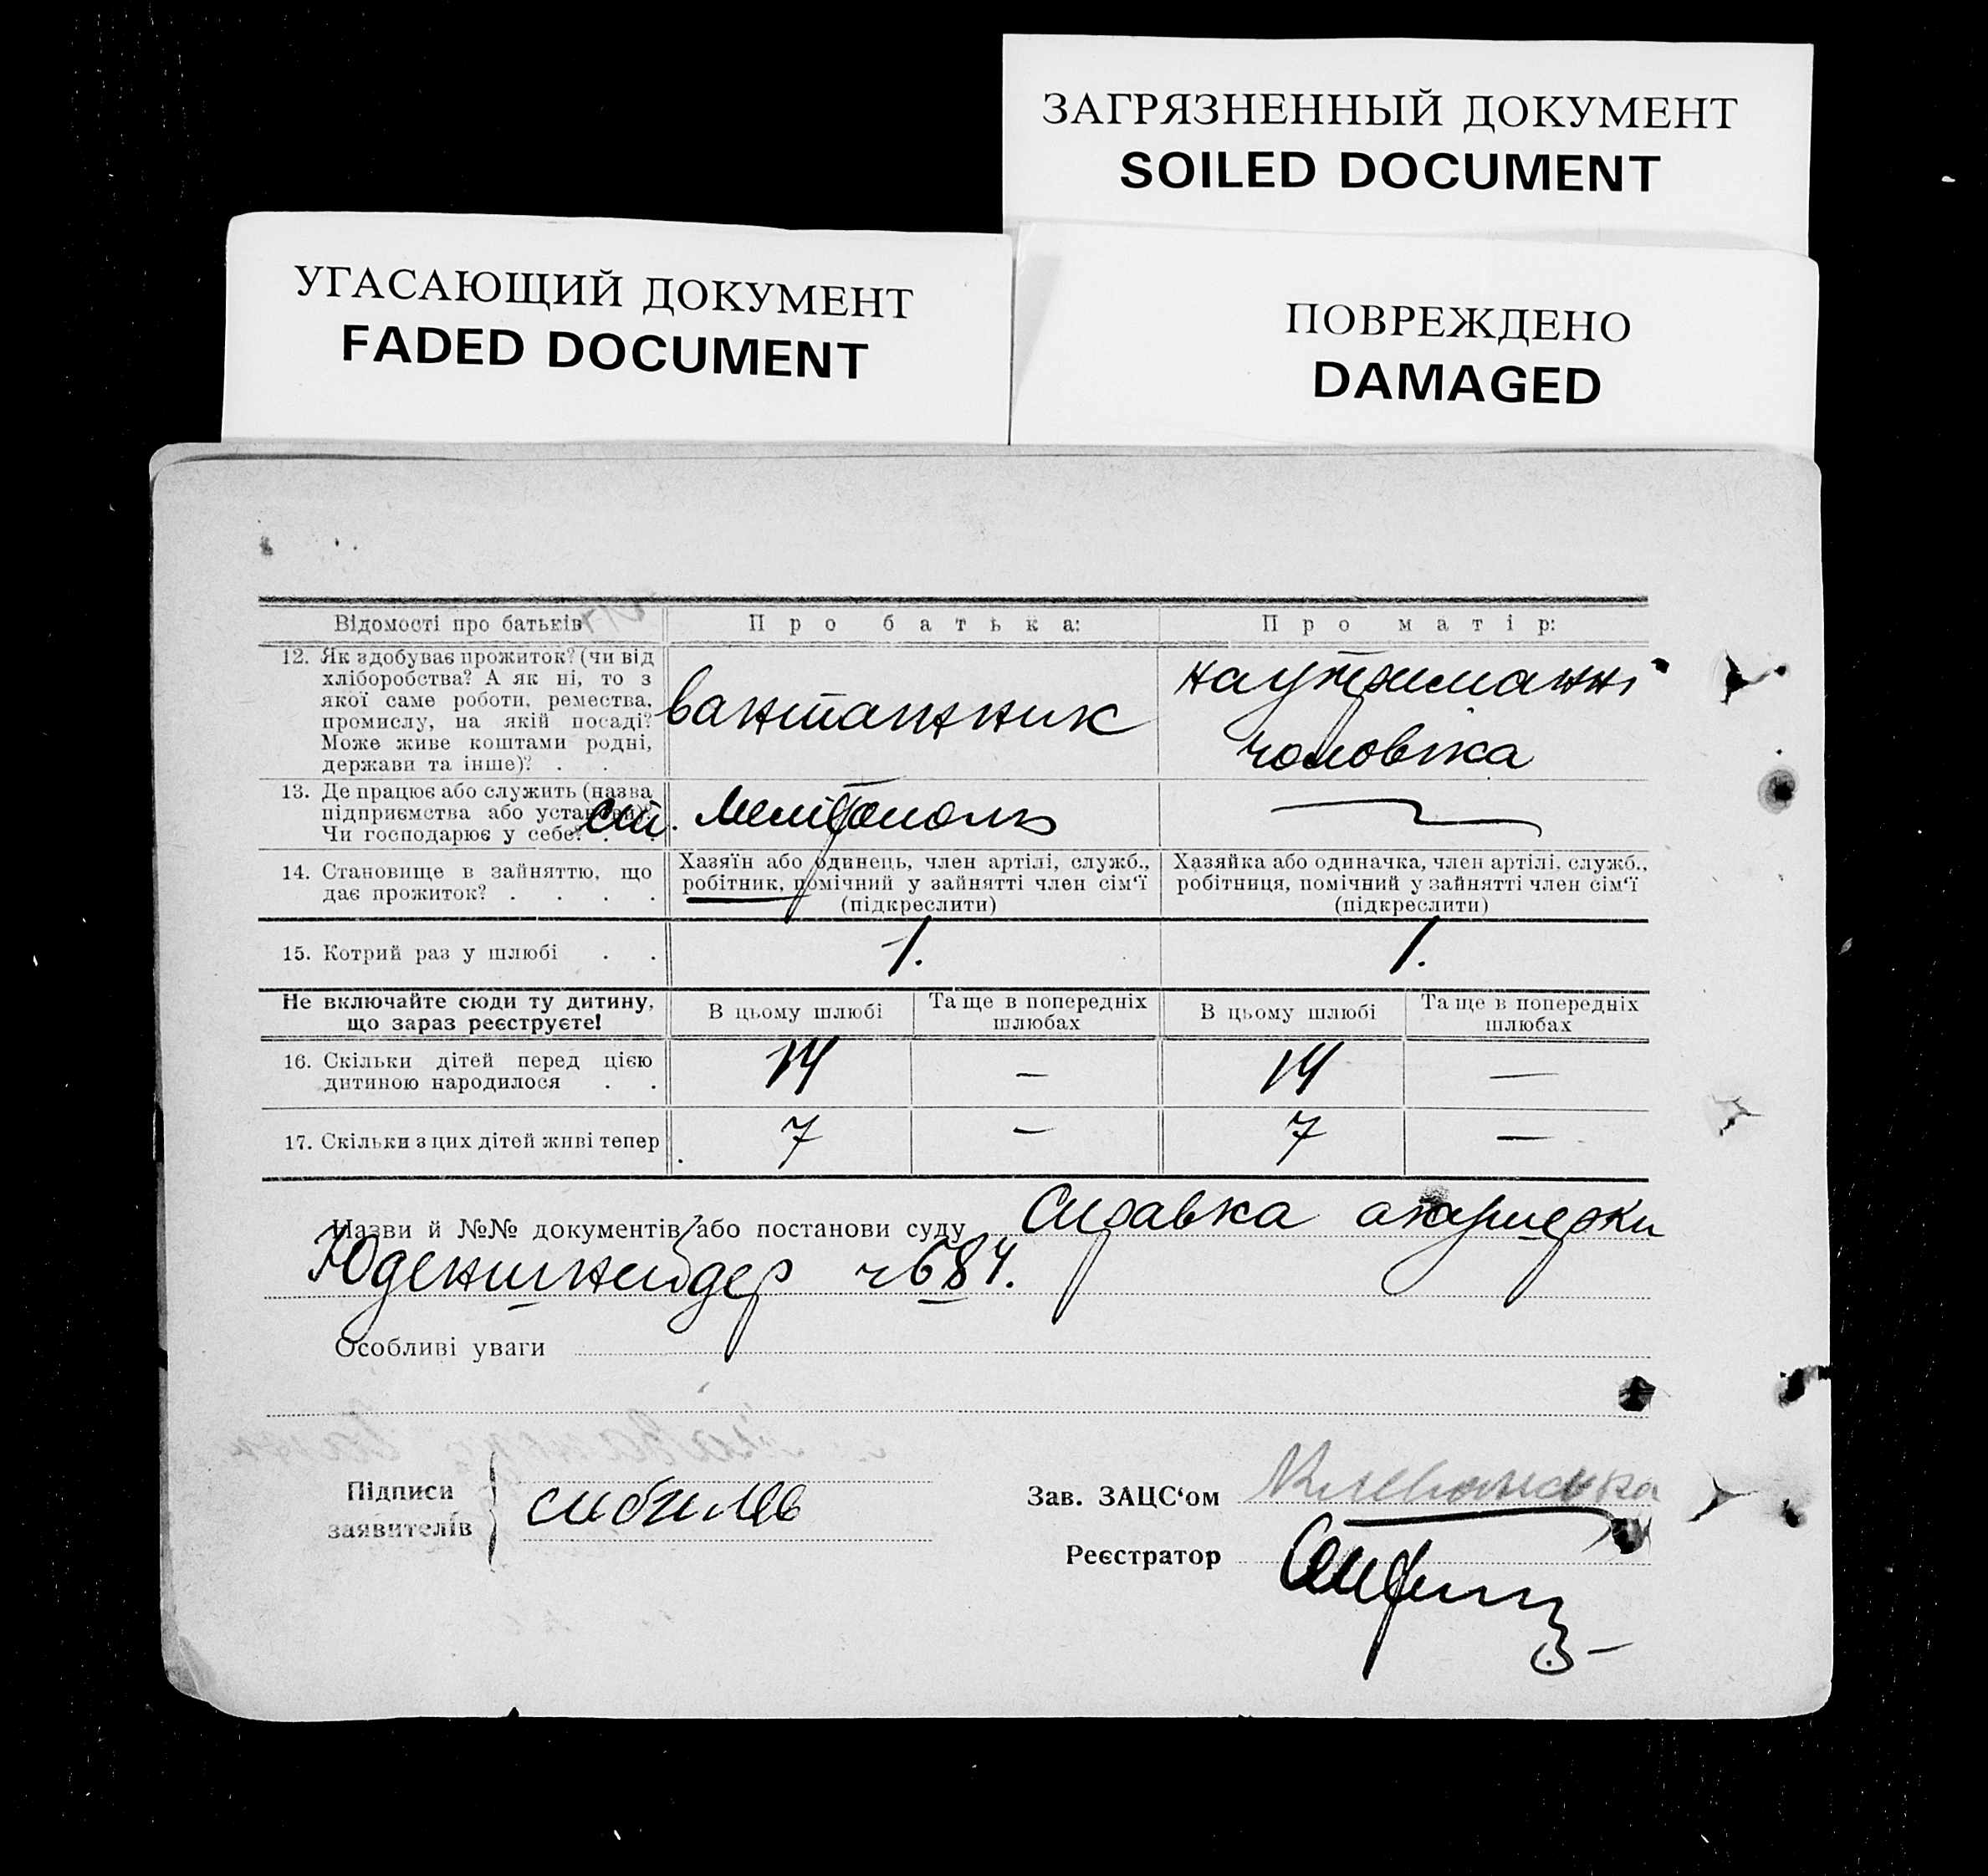 ЗАГРЯЗНЕННЫЙ ДОКУМЕНТ
SOILED DOCUMENT
УГАСАЮЩИЙ ДОКУМЕНТ
FADED DOCUMENT
ПОВРЕЖДЕНО
DAMAGED
Відомості про батьків
Про батька:
Про матір:
12. Як здобуває прожиток? (чи від
хліборобства? А як ні, то з
якої саме роботи, ремества,
промислу, на якій посаді?
Може живе коштами родні,
держави та інше)? . .
вантажник
на утриманні
чоловіка
13. Де працює або служить (назва
підприємства або установи)?
Чи господарює у себе? . .
ст. Мелітополь
14. Становище в зайняттю, що
дає прожиток? . . . .
Хазяїн або одинець, член артілі, служб.,
робітник, помічний у зайнятті член сім‘ї
(підкреслити)
Хазяйка або одиначка, член артілі, служб.,
робітниця, помічний у зайнятті член сім‘ї
(підкреслити)
15. Котрий раз у шлюбі . .
1.
1.
Не включайте сюди ту дитину,
що зараз реєструєте!
В цьому шлюбі
Та ще в попередніх
шлюбах
В цьому шлюбі
Та ще в попередніх
шлюбах
16. Скільки дітей перед цією
дитиною народилося . .
14
—
14
—
17. Скільки з цих дітей живі тепер
7
—
7
—
Назви й №№ документів або постанови суду Справка акушерки
Юденшнейдер ч 684.
Особливі уваги
Підписи
заявителів
Зав. ЗАЦС‘ом
Реєстратор